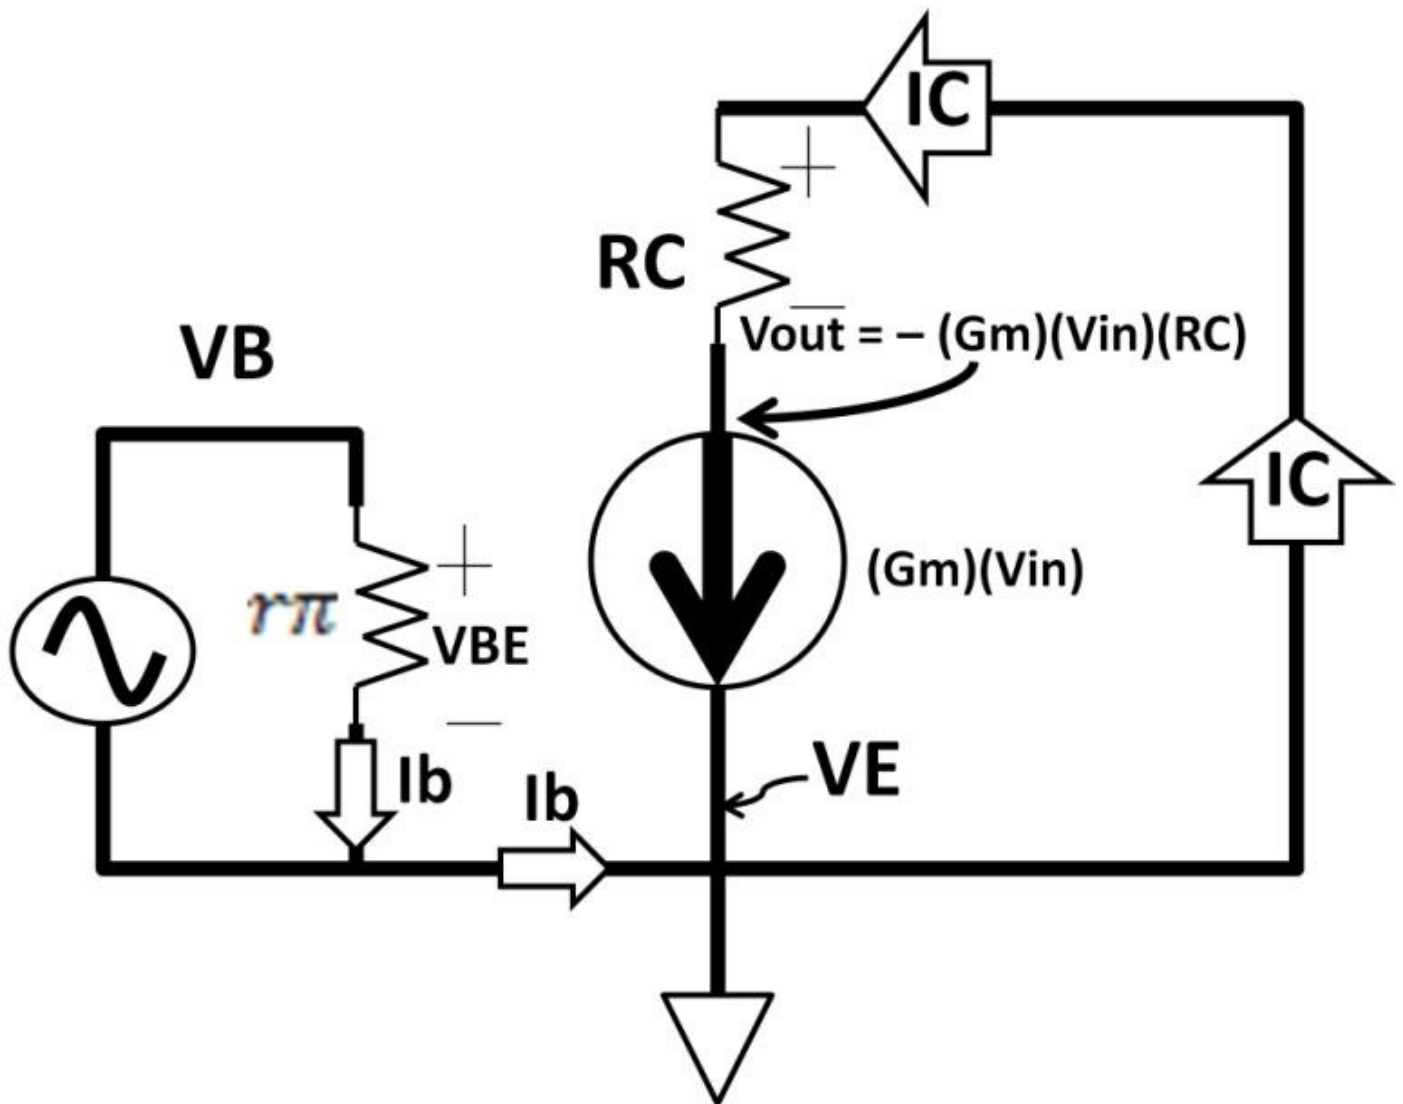 IC
RC
Vout = – (Gm)(Vin)(RC)
VB
IC
(Gm)(Vin)
rπ
VBE
VE
Ib
Ib